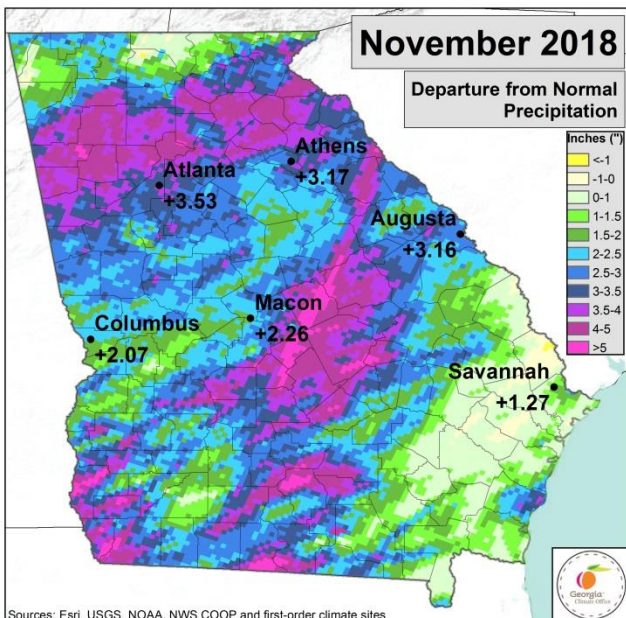 November 2018
Departure from Normal
Precipitation
Inches (")
<-1
-1-0
0-1
1-1.5
1.5-2
2-2.5
2.5-3
3-3.5
3.5-4
4-5
>5
Athens
+3.17
Atlanta
+3.53
Augusta
+3.16
Macon
+2.26
Columbus
+2.07
Savannah
+1.27
Georgia
Climate Office
Sources: Esri, USGS, NOAA, NWS COOP and first-order climate sites